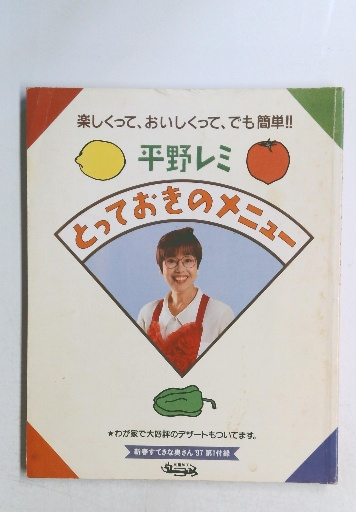 楽しくって、おいしくって、でも簡単!!
平野レミ
とっておきのメニュー
★わが家で大好評のデザートもついてます。
新春すてきな奥さん'97 第1付録